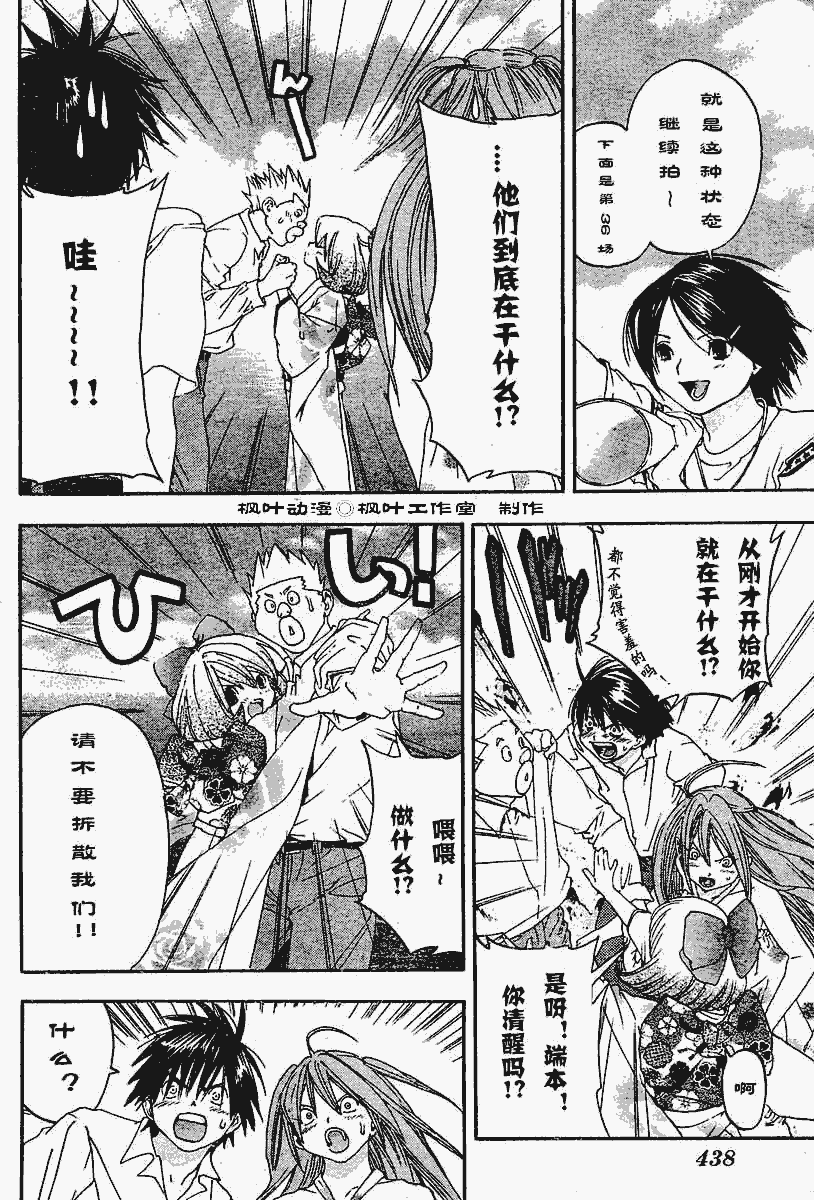 就是这种状态
继续拍~
下面是第36场
....他们到底在干什么!?
哇~~~~!!
ん
枫叶动漫◎枫叶工作室 制作
从刚才开始你
就在干什么!?
都不觉得害羞的吗!
是呀!端本!
你清醒吗!?
啊
ひしっ!
喂喂~
做什么!?
请不要拆散我们!!
什么?
438